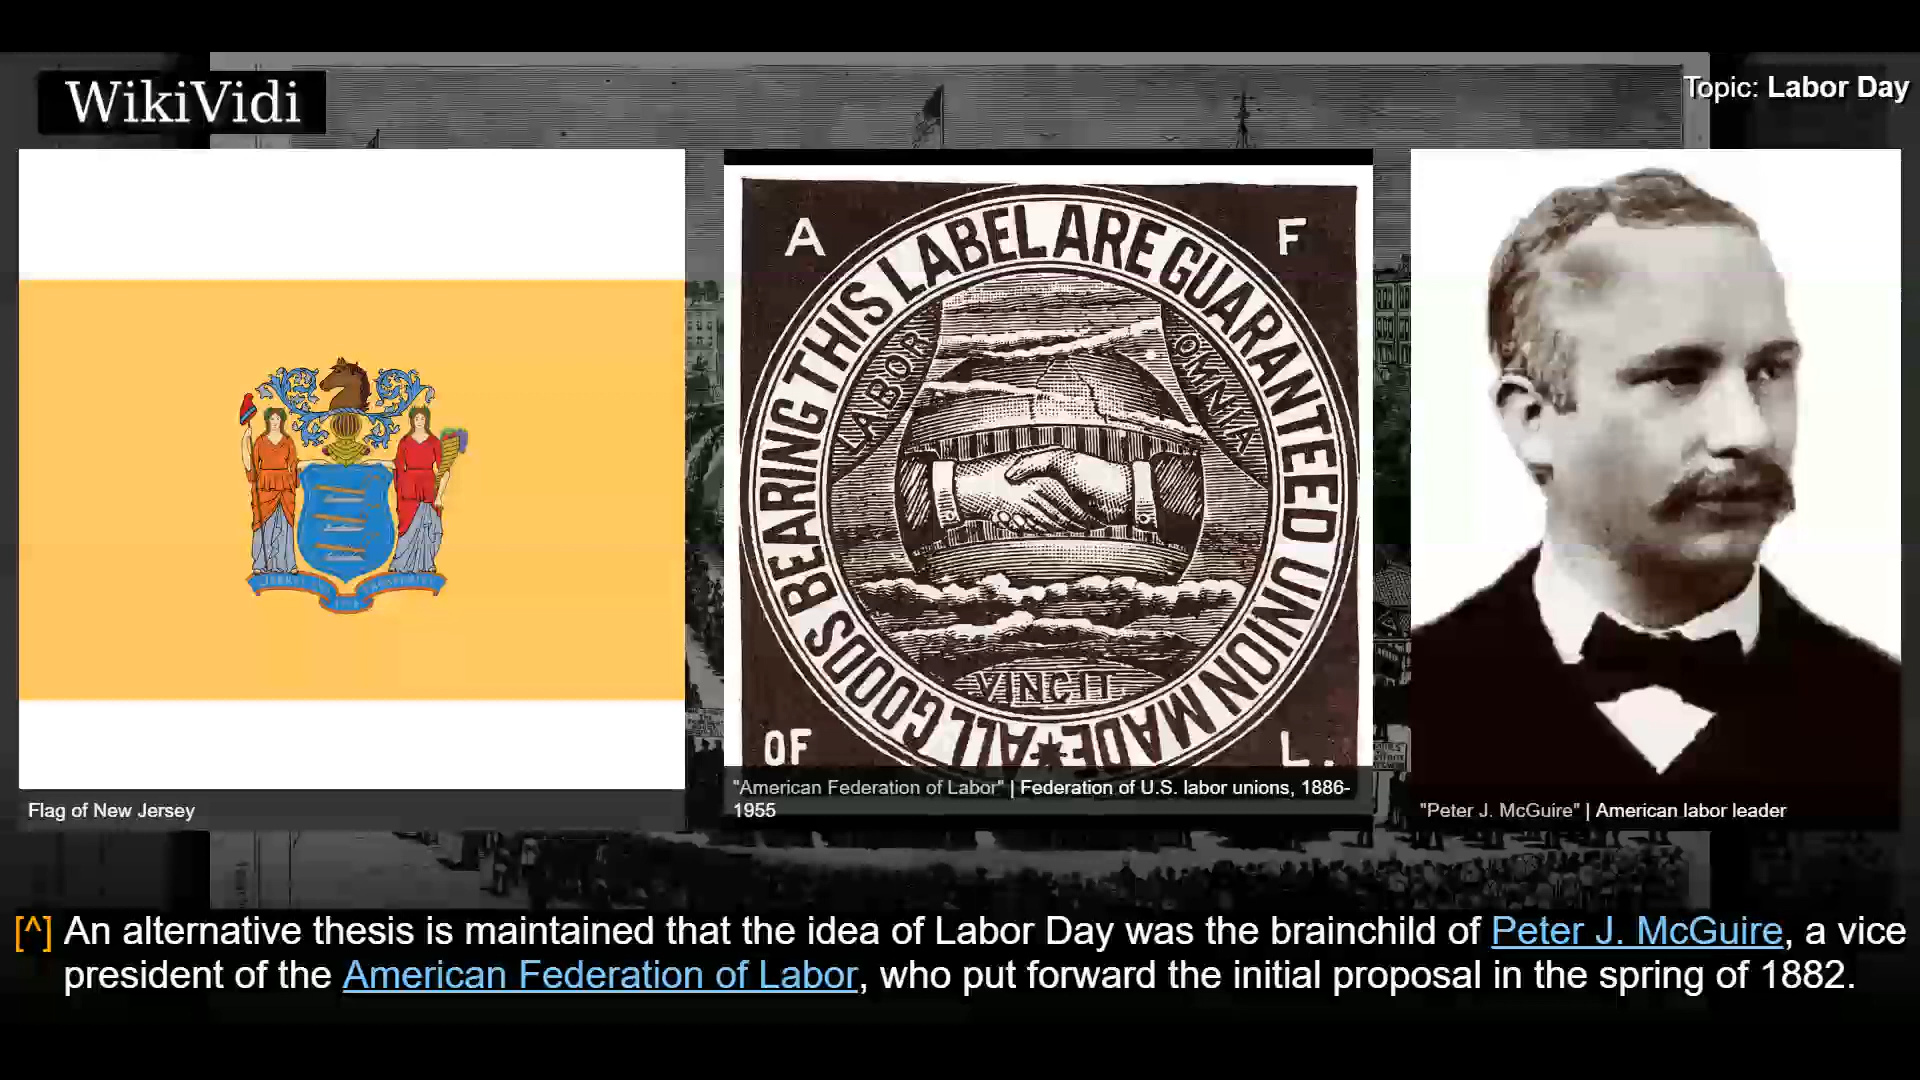 WikiVidi
Topic: Labor Day
A F
ALL GOODS BEARING THIS LABEL ARE GUARANTEED UNION MADE
LABOR
OMNIA
VINCIT
OF L.
Flag of New Jersey
"American Federation of Labor" | Federation of U.S. labor unions, 1886-
1955
"Peter J. McGuire" | American labor leader
[^] An alternative thesis is maintained that the idea of Labor Day was the brainchild of Peter J. McGuire, a vice
president of the American Federation of Labor, who put forward the initial proposal in the spring of 1882.